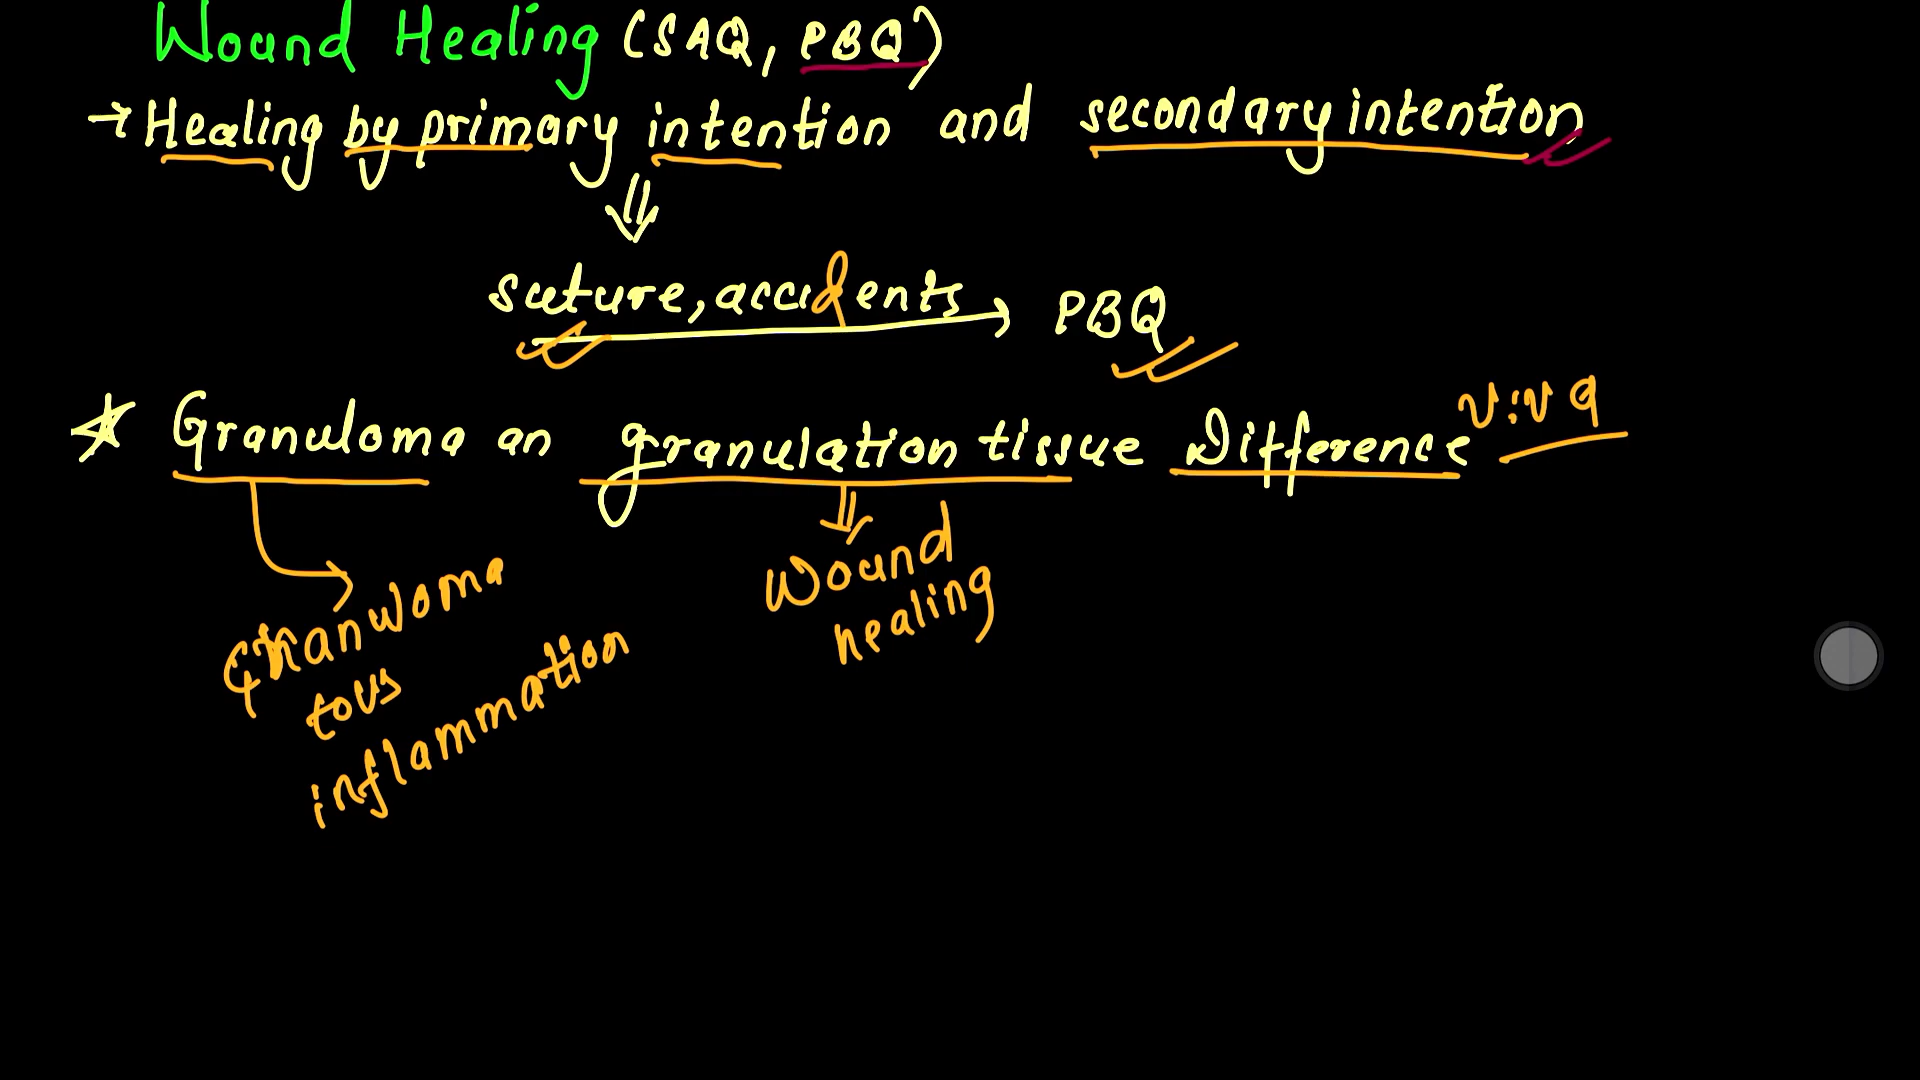 Wound Healing (SAQ, PBQ)
→ Healing by primary intention and secondary intention
suture, accidents → PBQ
Granuloma an granulation tissue Difference viva
Granuloma
tous
inflammation
Wound
healing